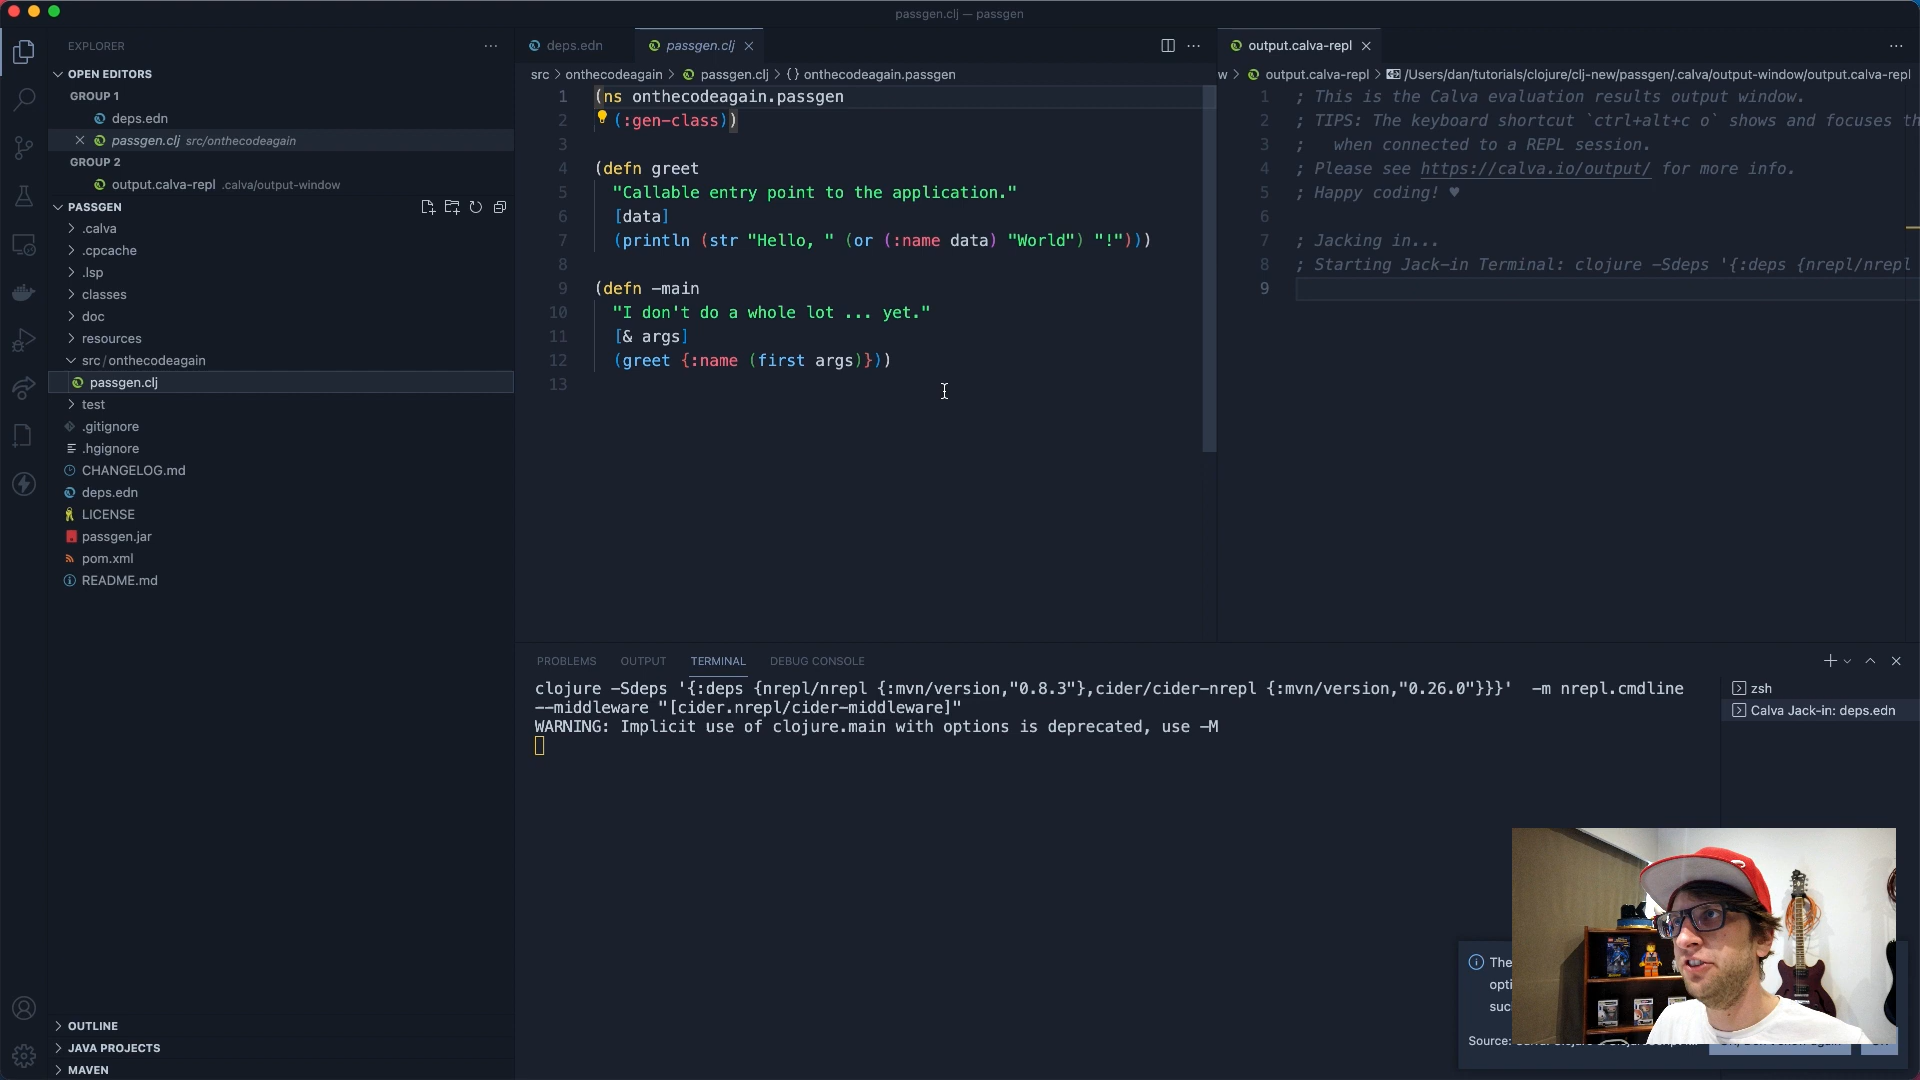 passgen.clj — passgen
EXPLORER
OPEN EDITORS
GROUP 1
deps.edn
passgen.clj src/onthecodeagain
GROUP 2
output.calva-repl .calva/output-window
PASSGEN
.calva
.cpcache
.lsp
classes
doc
resources
src/onthecodeagain
passgen.clj
test
.gitignore
.hgignore
CHANGELOG.md
deps.edn
LICENSE
passgen.jar
pom.xml
README.md
OUTLINE
JAVA PROJECTS
MAVEN
deps.edn
passgen.clj
src > onthecodeagain > passgen.clj > {} onthecodeagain.passgen
1 (ns onthecodeagain.passgen
2 (:gen-class))
3
4 (defn greet
5 "Callable entry point to the application."
6 [data]
7 (println (str "Hello, " (or (:name data) "World") "!")))
8
9 (defn -main
10 "I don't do a whole lot ... yet."
11 [& args]
12 (greet {:name (first args)}))
13
output.calva-repl
w > output.calva-repl > /Users/dan/tutorials/clojure/clj-new/passgen/.calva/output-window/output.calva-repl
1 ; This is the Calva evaluation results output window.
2 ; TIPS: The keyboard shortcut `ctrl+alt+c o` shows and focuses th
3 ;   when connected to a REPL session.
4 ; Please see https://calva.io/output/ for more info.
5 ; Happy coding! ♥
6
7 ; Jacking in...
8 ; Starting Jack-in Terminal: clojure -Sdeps '{:deps {nrepl/nrepl
9
PROBLEMS OUTPUT TERMINAL DEBUG CONSOLE
clojure -Sdeps '{:deps {nrepl/nrepl {:mvn/version,"0.8.3"},cider/cider-nrepl {:mvn/version,"0.26.0"}}}'  -m nrepl.cmdline
--middleware "[cider.nrepl/cider-middleware]"
WARNING: Implicit use of clojure.main with options is deprecated, use -M
zsh
Calva Jack-in: deps.edn
The
opti
suc
Source: